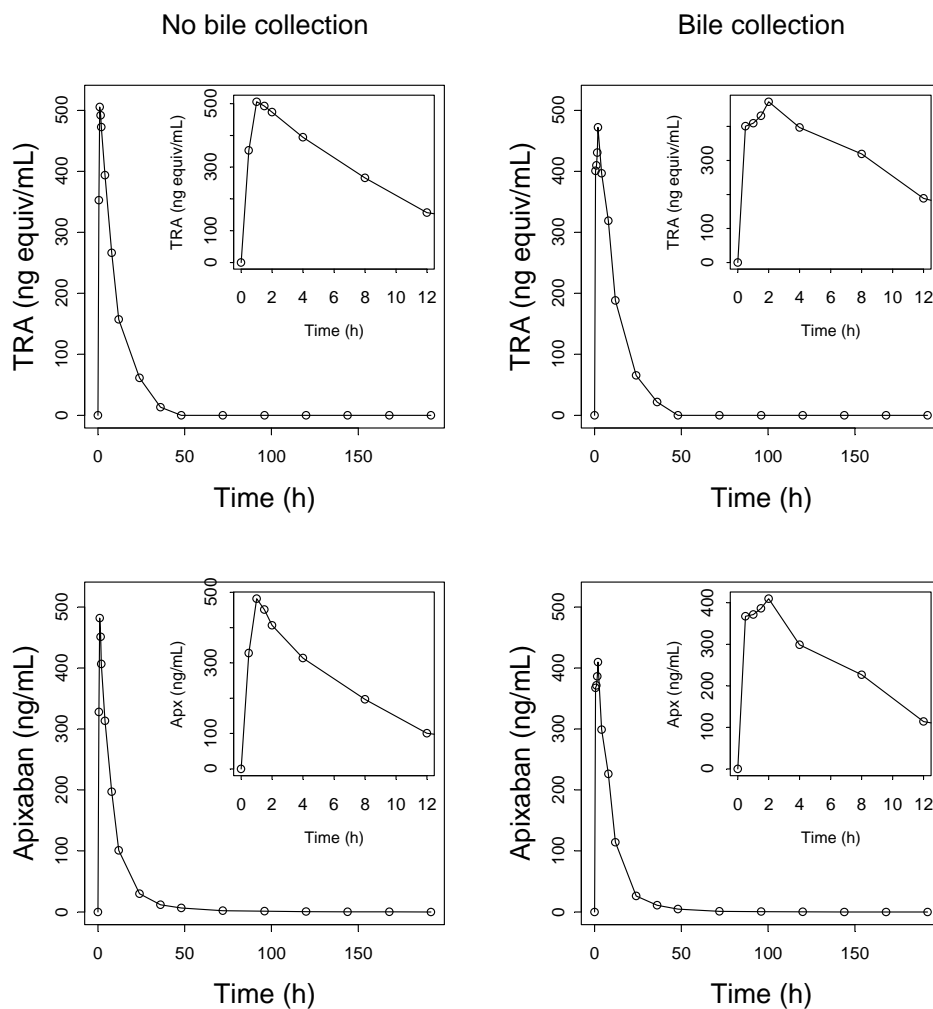 No bile collection
Bile collection
TRA (ng equiv/mL)
0 100 200 300 400 500
0 50 100 150
Time (h)
TRA (ng equiv/mL)
0 100 300 500
0 2 4 6 8 10 12
Time (h)
TRA (ng equiv/mL)
0 100 200 300 400 500
0 50 100 150
Time (h)
TRA (ng equiv/mL)
0 100 300
0 2 4 6 8 10 12
Time (h)
Apixaban (ng/mL)
0 100 200 300 400 500
0 50 100 150
Time (h)
Apx (ng/mL)
0 100 300 500
0 2 4 6 8 10 12
Time (h)
Apixaban (ng/mL)
0 100 200 300 400 500
0 50 100 150
Time (h)
Apx (ng/mL)
0 100 200 300 400
0 2 4 6 8 10 12
Time (h)